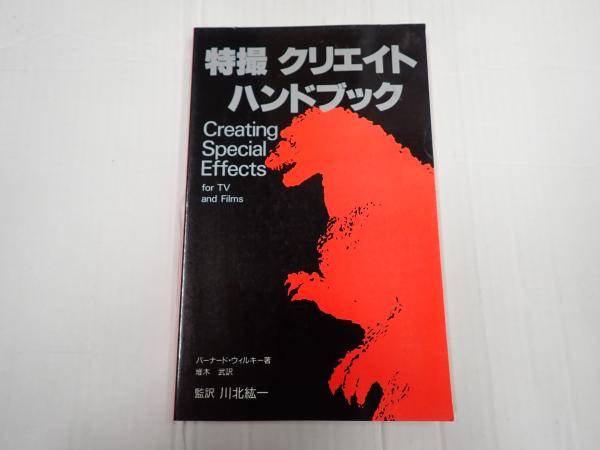 特撮 クリエイト
ハンドブック
Creating
Special
Effects
for TV
and Films
バーナード・ウィルキー著
堆木 武訳
監訳 川北紘一